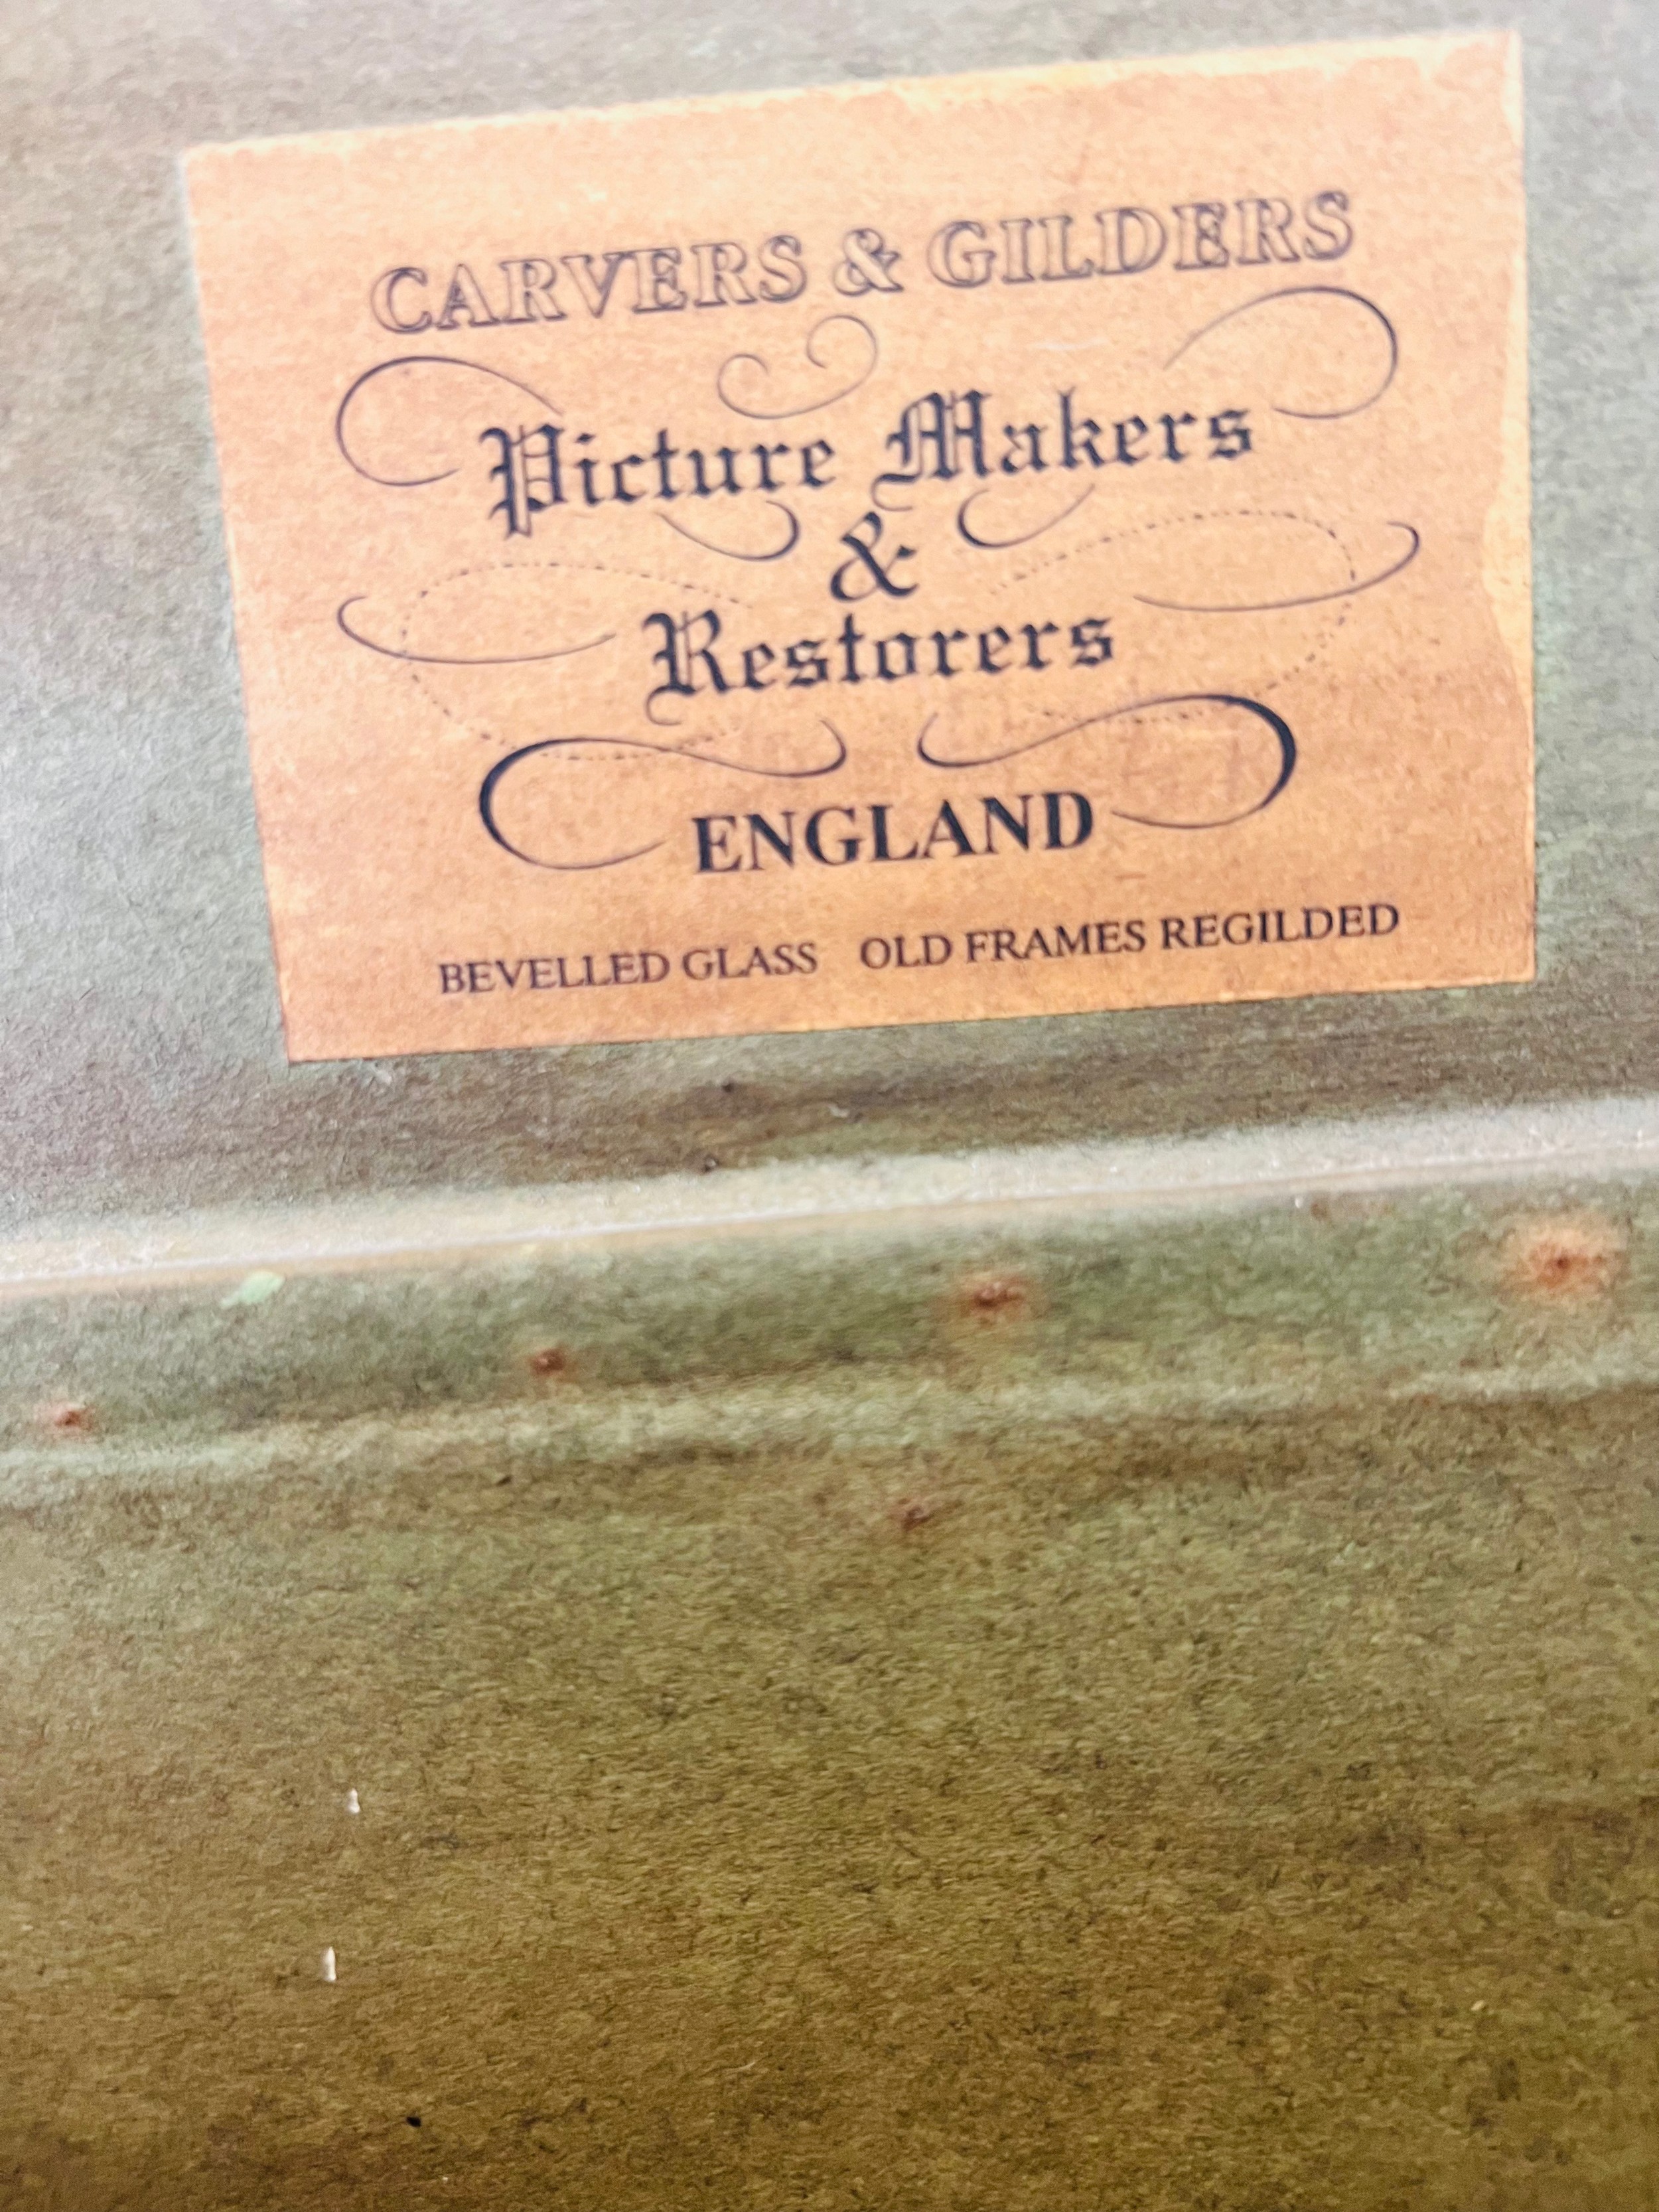 CARVERS & GILDERS
Picture Makers
&
Restorers
ENGLAND
BEVELLED GLASS OLD FRAMES REGILDED